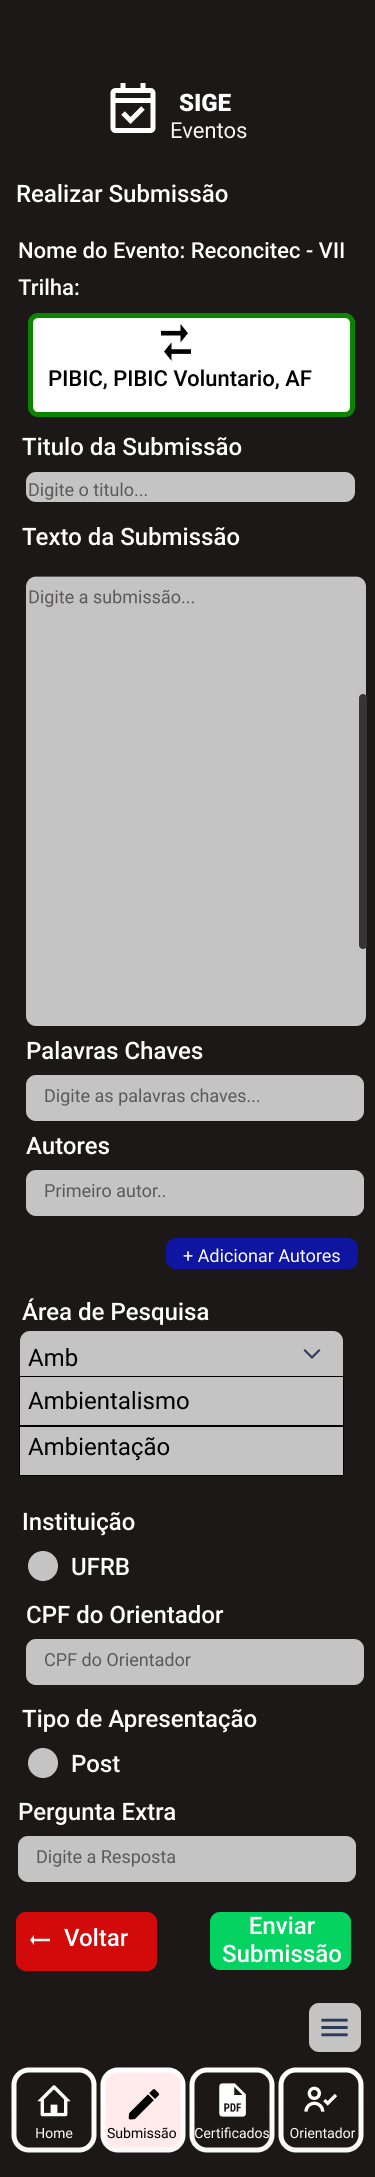 SIGE
Eventos
Realizar Submissão
Nome do Evento: Reconcitec - VII
Trilha:
PIBIC, PIBIC Voluntario, AF
Titulo da Submissão
Digite o titulo...
Texto da Submissão
Digite a submissão...
Palavras Chaves
Digite as palavras chaves...
Autores
Primeiro autor..
+ Adicionar Autores
Área de Pesquisa
Amb
Ambientalismo
Ambientação
Instituição
UFRB
CPF do Orientador
CPF do Orientador
Tipo de Apresentação
Post
Pergunta Extra
Digite a Resposta
← Voltar
Enviar
Submissão
PDF
Home
Submissão
Certificados
Orientador